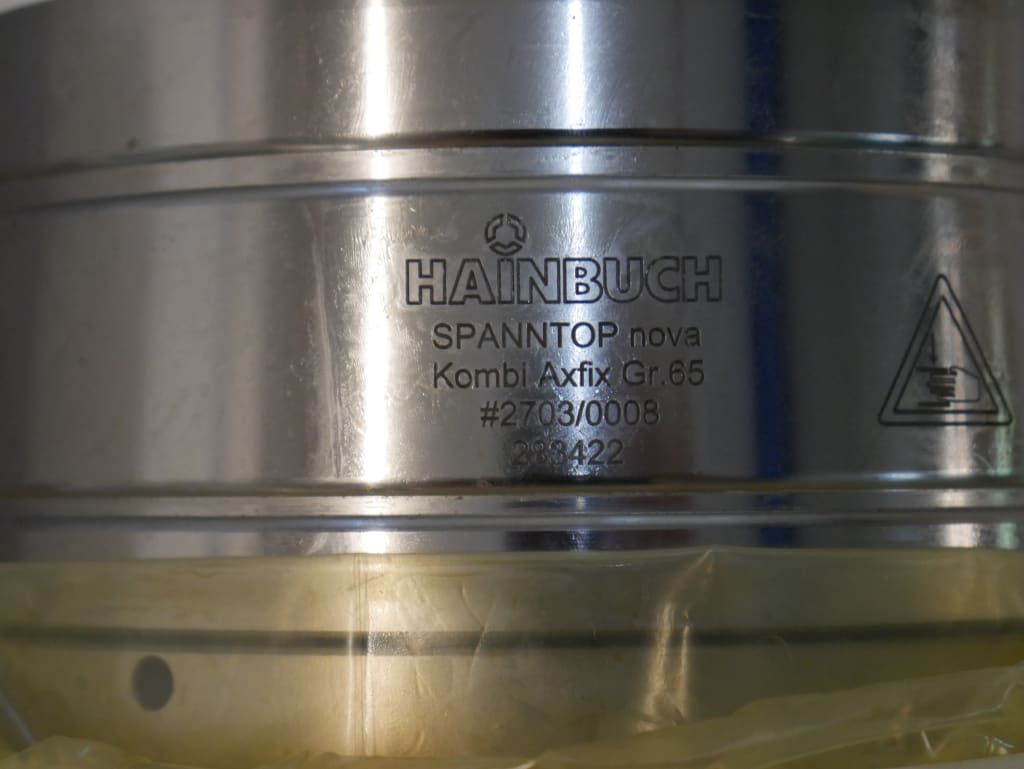 HAINBUCH
SPANNTOP nova
Kombi Axfix Gr.65
#2703/0008
283422